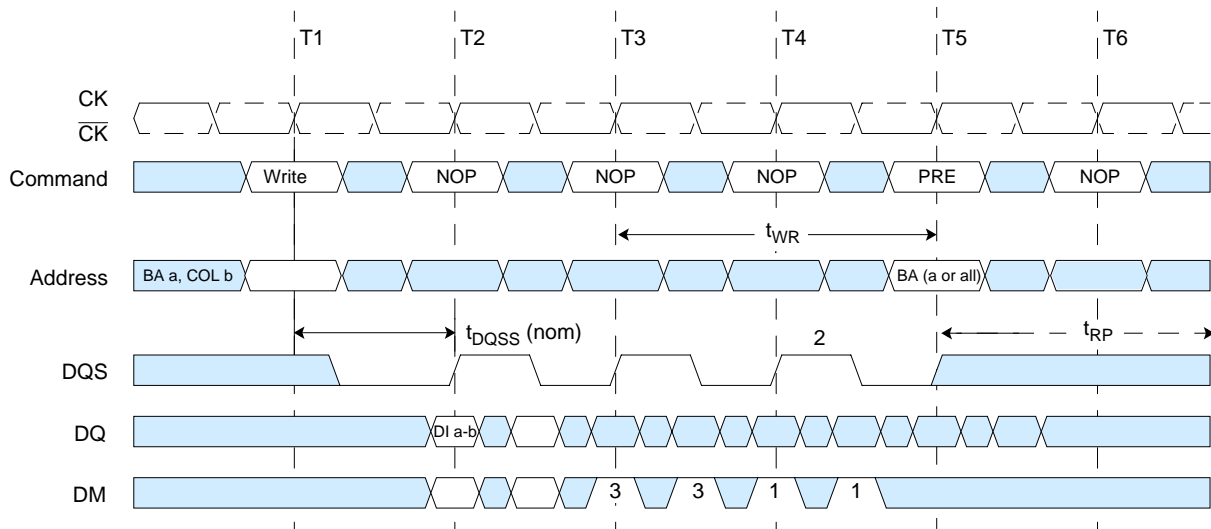 T1 T2 T3 T4 T5 T6
CK
CK
Command Write NOP NOP NOP PRE NOP
tWR
Address BA a, COL b BA (a or all)
tDQSS (nom) 2 tRP
DQS
DQ DI a-b
DM 3 3 1 1